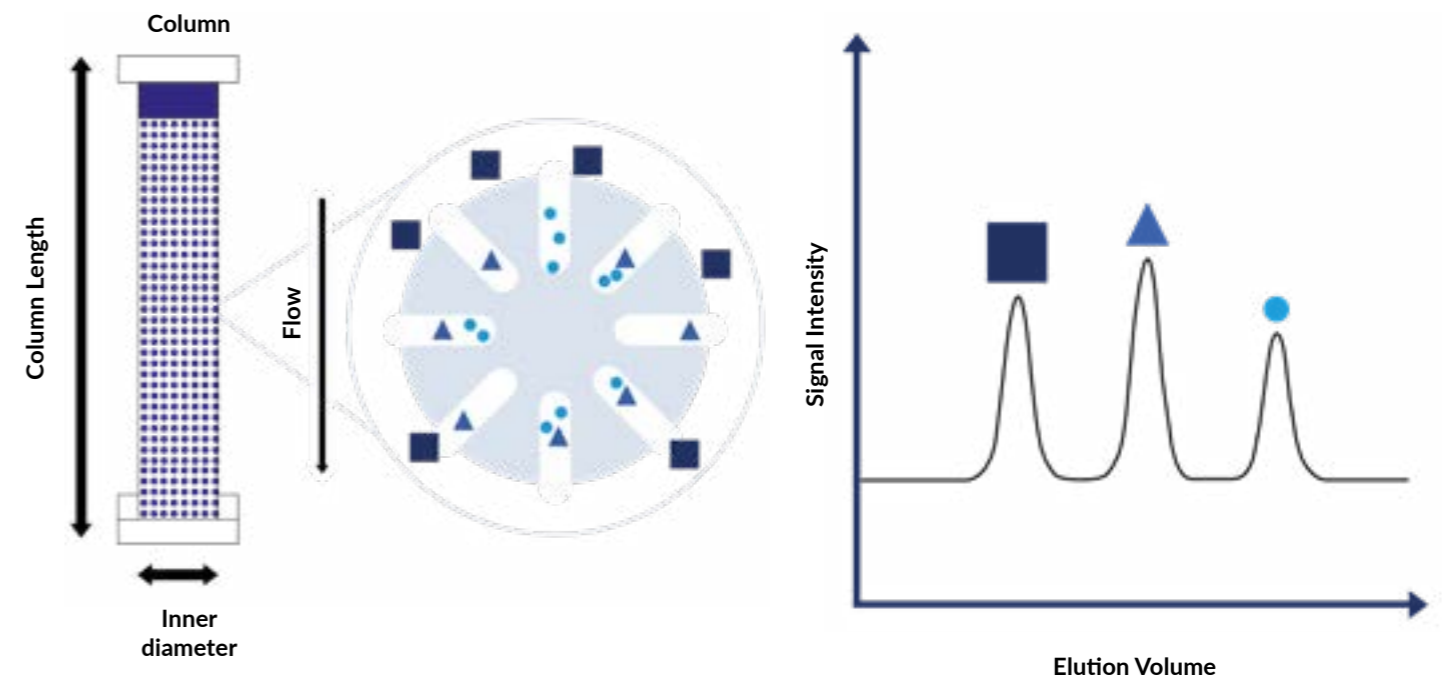 Column
Column Length
Flow
Inner
diameter
Signal Intensity
Elution Volume